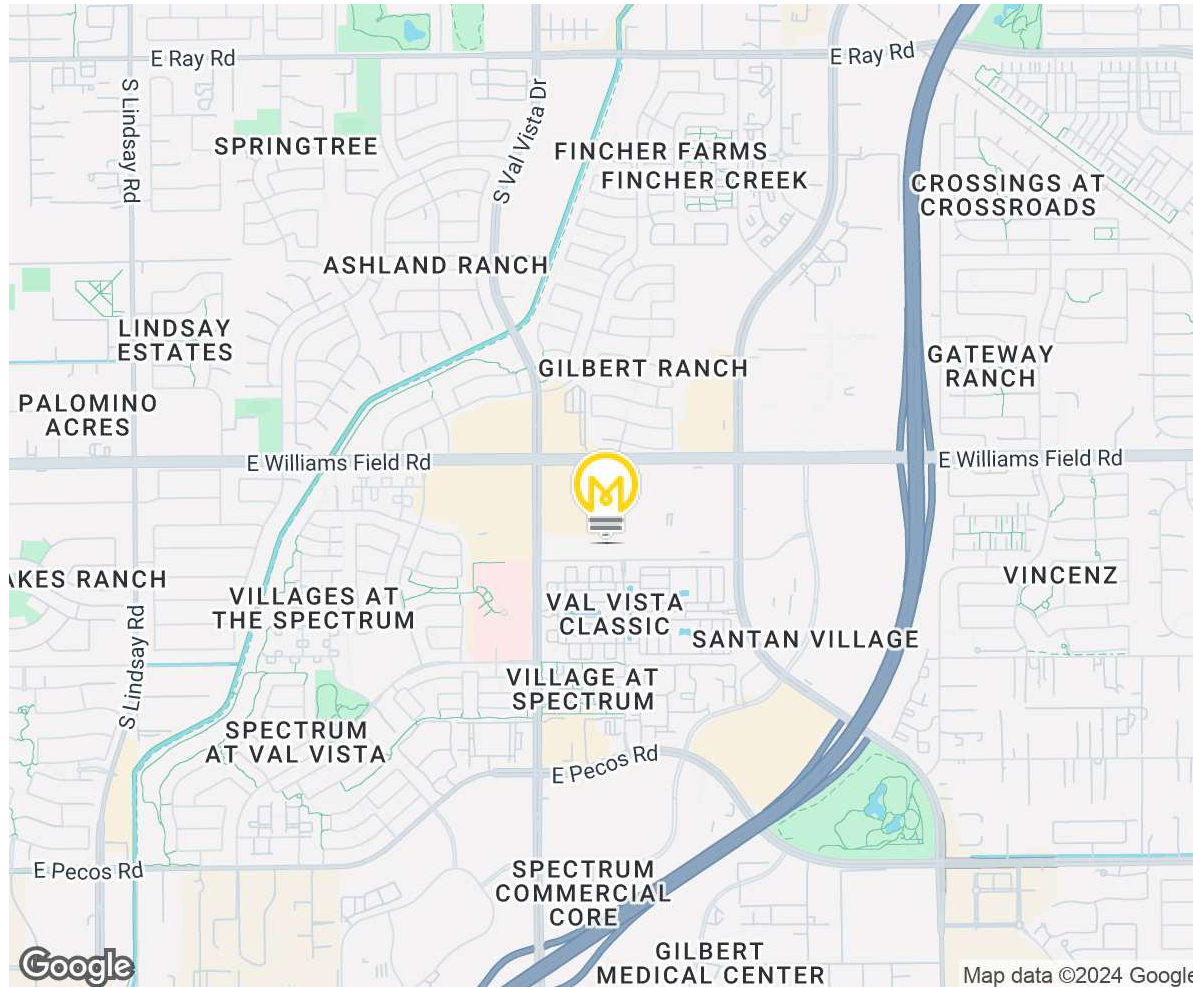 E Ray Rd
E Ray Rd
S Lindsay Rd
S Val Vista Dr
SPRINGTREE
FINCHER FARMS
FINCHER CREEK
CROSSINGS AT
CROSSROADS
ASHLAND RANCH
LINDSAY
ESTATES
GILBERT RANCH
GATEWAY
RANCH
PALOMINO
ACRES
E Williams Field Rd
E Williams Field Rd
M
AKES RANCH
VILLAGES AT
THE SPECTRUM
VAL VISTA
CLASSIC
VINCENZ
SANTAN VILLAGE
S Lindsay Rd
VILLAGE AT
SPECTRUM
SPECTRUM
AT VAL VISTA
E Pecos Rd
E Pecos Rd
SPECTRUM
COMMERCIAL
CORE
GILBERT
MEDICAL CENTER
Google
Map data ©2024 Google